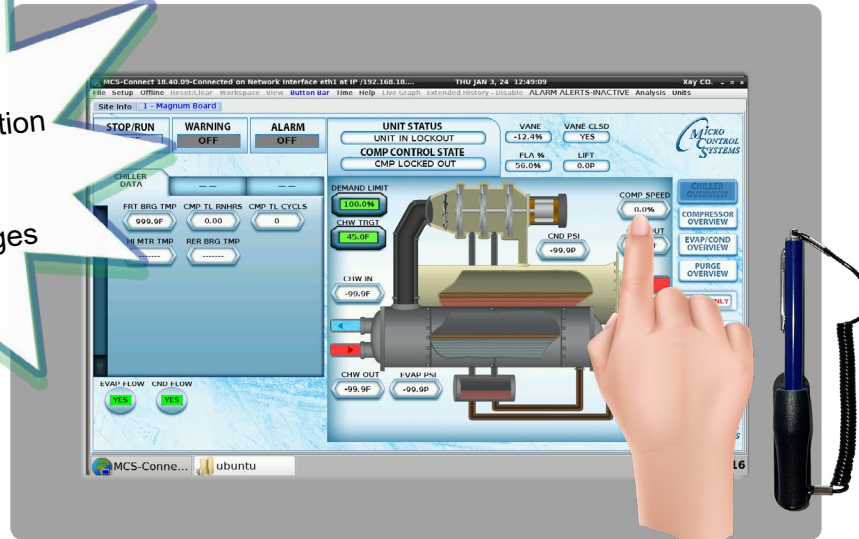 tion
ges
MCS-Connect 18.40.09-Connected on Network Interface eth1 at IP /192.168.18.... THU JAN 3, 24 12:49:09 Xay CO.
File Setup Offline Reset/Clear Workspace View Button Bar Time Help Live Graph Extended History - Disable ALARM ALERTS-INACTIVE Analysis Units
Site Info 1 - Magnum Board
STOP/RUN WARNING ALARM
OFF OFF
UNIT STATUS
UNIT IN LOCKOUT
COMP CONTROL STATE
CMP LOCKED OUT
VANE VANE CLSD
-12.4% YES
FLA % LIFT
56.0% 0.0P
MICRO
CONTROL
SYSTEMS
CHILLER
DATA
-- --
FRT BRG TMP CMP TL RNHRS CMP TL CYCLS
999.9F 0.00 0
HI MTR TMP RER BRG TMP
------- -------
EVAP FLOW CND FLOW
YES YES
DEMAND LIMIT
100.0%
CHW TRGT
45.0F
CHW IN
-99.9F
CHW OUT EVAP PSI
-99.9F -99.9P
CND PSI
-99.9P
COMP SPEED
0.0%
OUT
CHILLER
OVERVIEW
COMPRESSOR
OVERVIEW
EVAP/COND
OVERVIEW
PURGE
OVERVIEW
ONLY
MCS-Conne... ubuntu
16